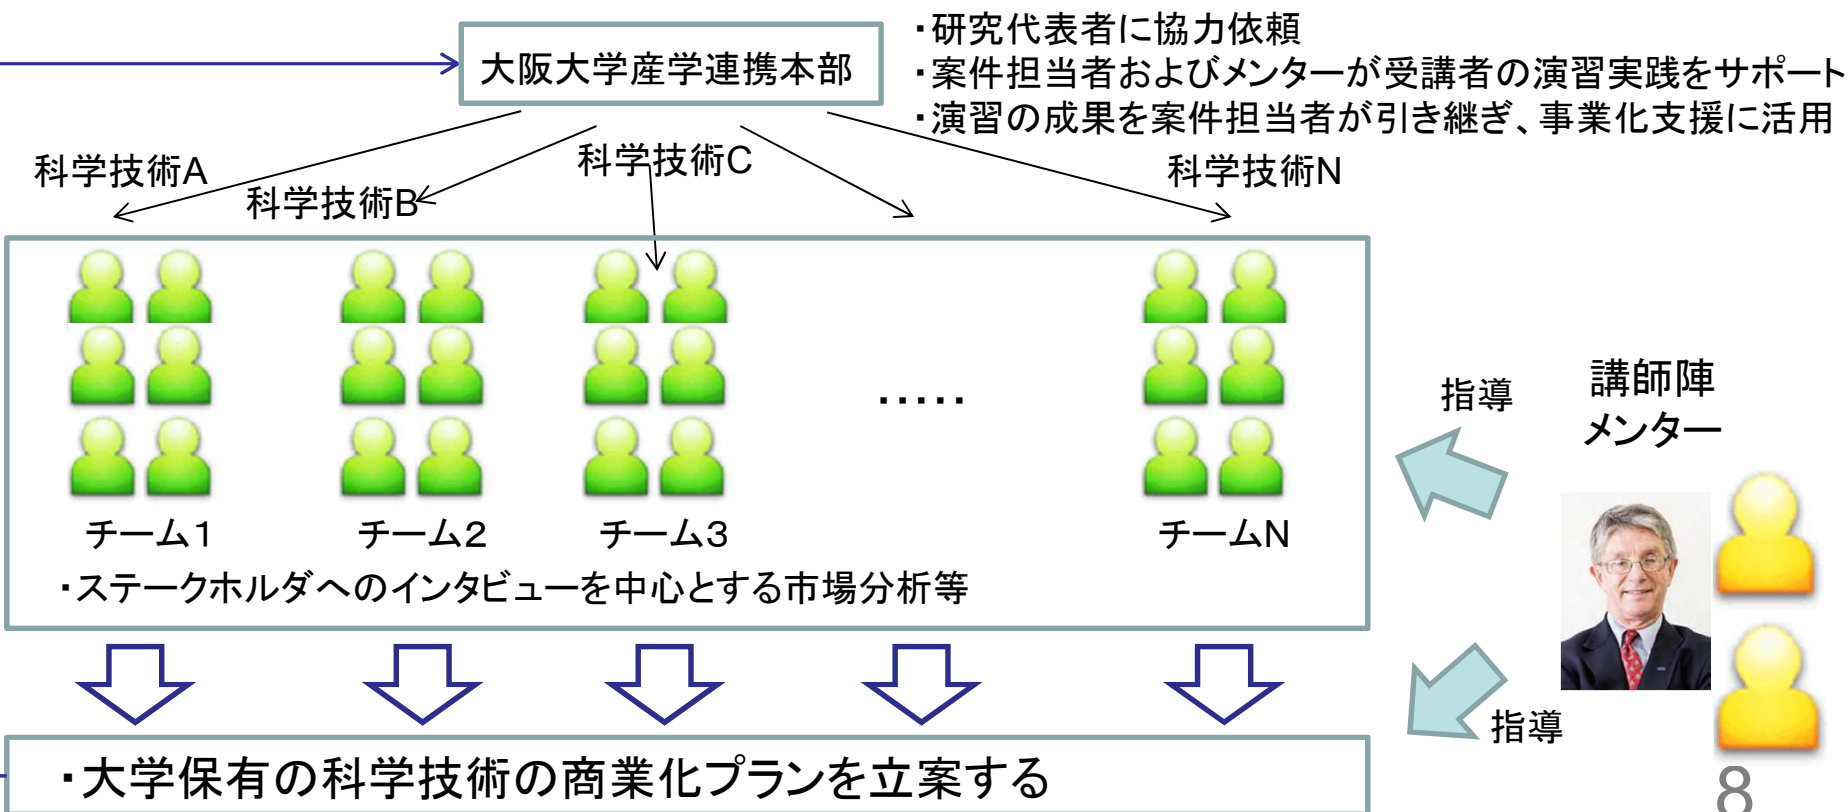 大阪大学産学連携本部
・研究代表者に協力依頼
・案件担当者およびメンターが受講者の演習実践をサポート
・演習の成果を案件担当者が引き継ぎ、事業化支援に活用
科学技術A
科学技術B
科学技術C
科学技術N
.....
チーム1
チーム2
チーム3
チームN
・ステークホルダへのインタビューを中心とする市場分析等
指導
講師陣
メンター
指導
・大学保有の科学技術の商業化プランを立案する
8